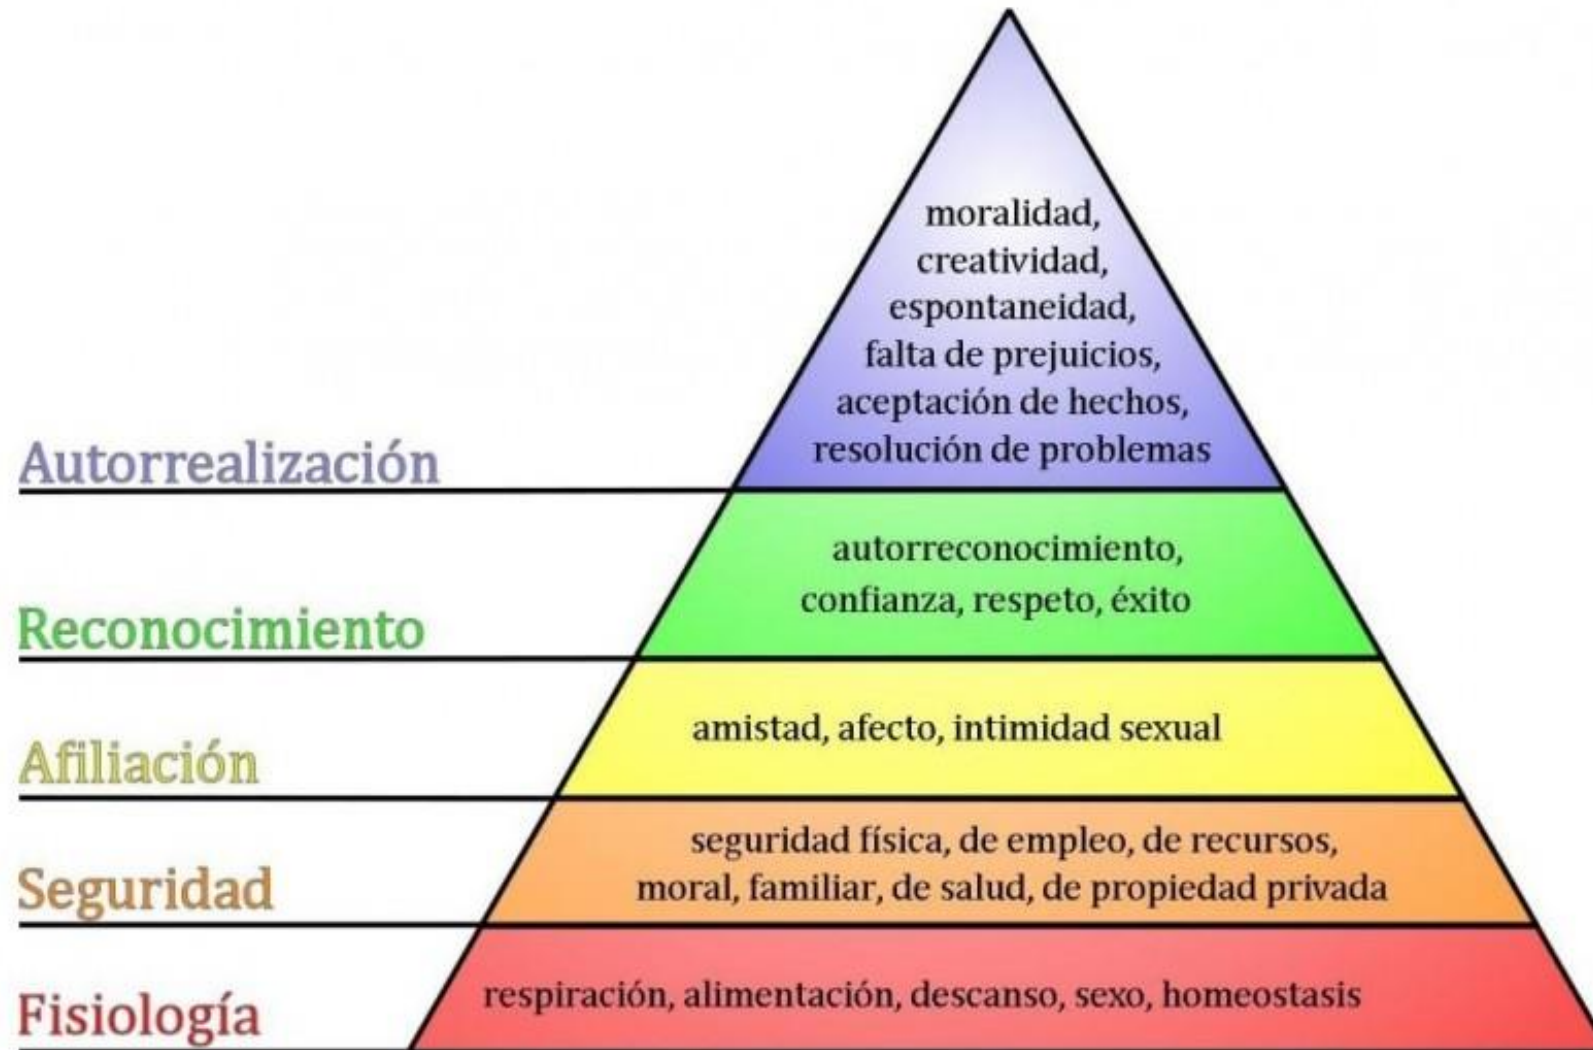 moralidad,
creatividad,
espontaneidad,
falta de prejuicios,
aceptación de hechos,
resolución de problemas
Autorrealización
autorreconocimiento,
confianza, respeto, éxito
Reconocimiento
amistad, afecto, intimidad sexual
Afiliación
seguridad física, de empleo, de recursos,
moral, familiar, de salud, de propiedad privada
Seguridad
respiración, alimentación, descanso, sexo, homeostasis
Fisiología